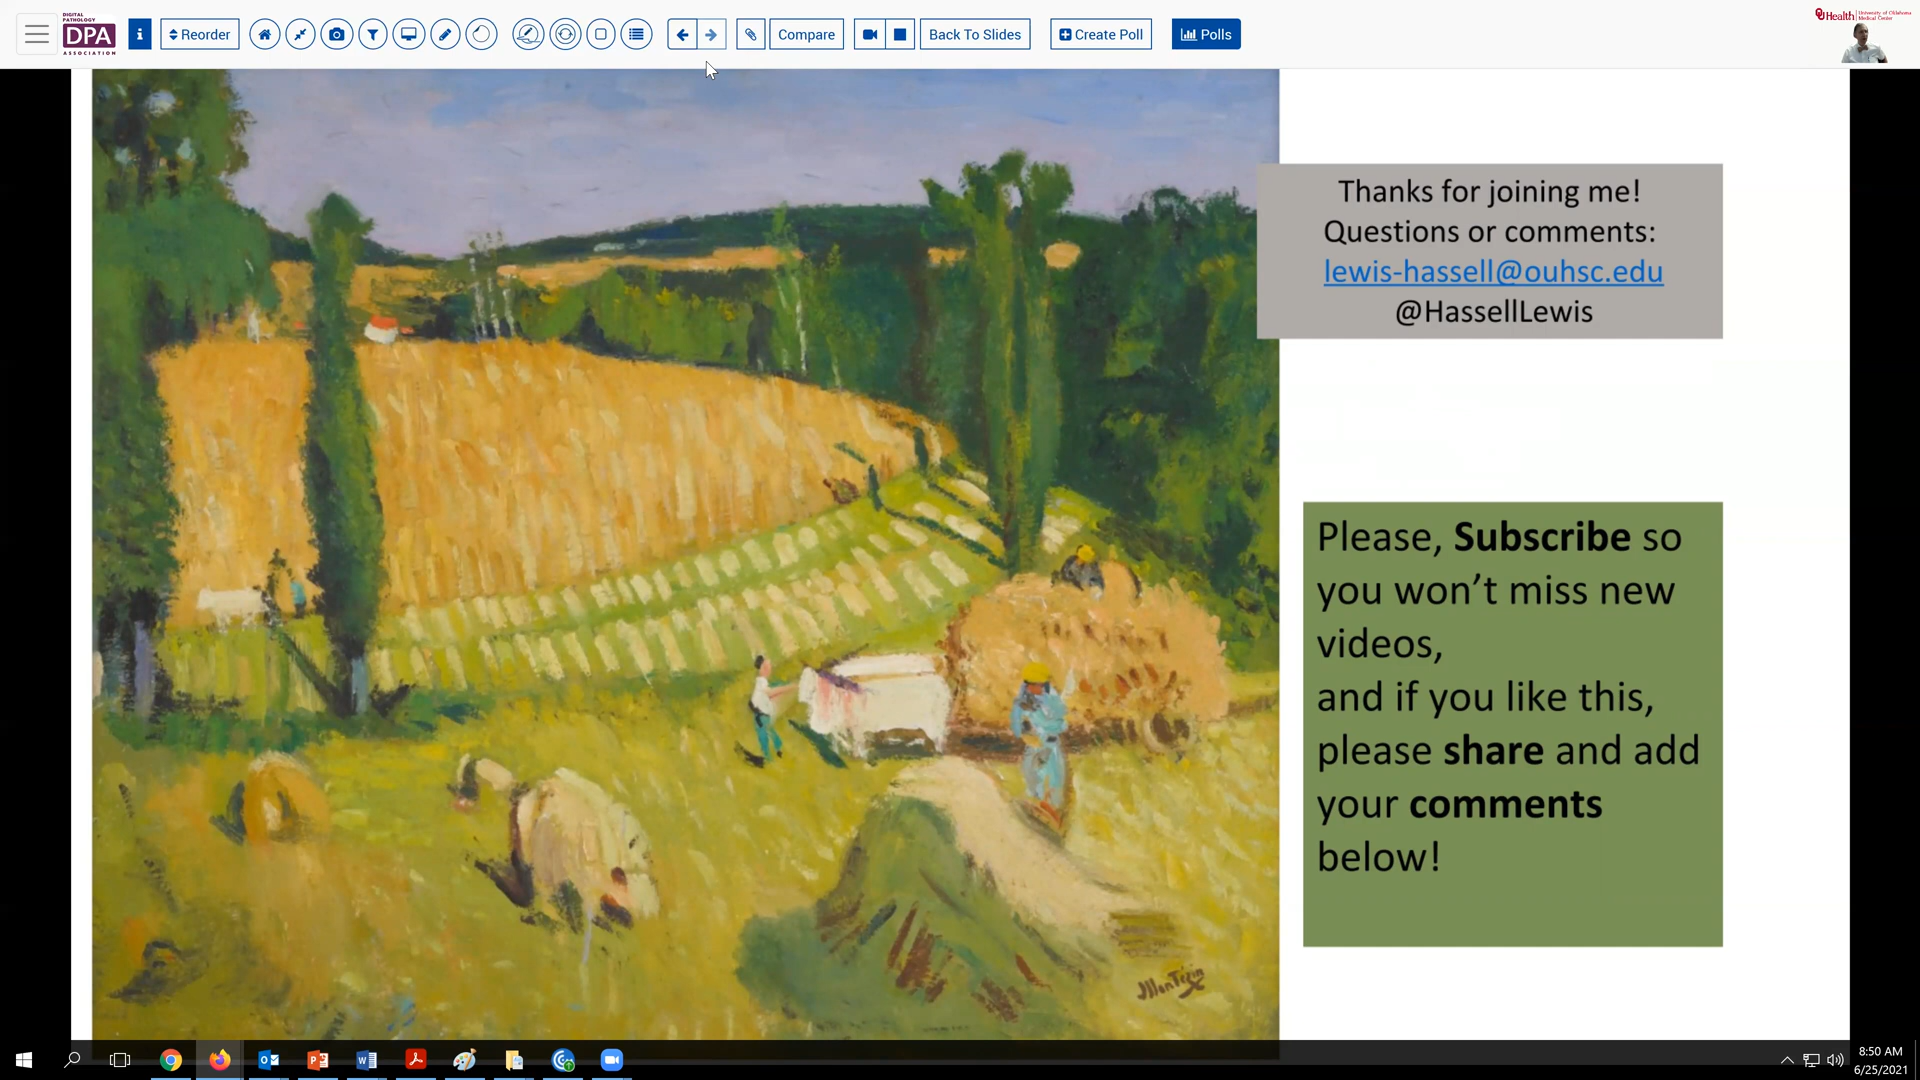 DIGITAL
PATHOLOGY
DPA
ASSOCIATION
i
Reorder
Compare
Back To Slides
Create Poll
Polls
Health
Thanks for joining me!
Questions or comments:
lewis-hassell@ouhsc.edu
@HassellLewis
Please, Subscribe so
you won't miss new
videos,
and if you like this,
please share and add
your comments
below!
8:50 AM
6/25/2021